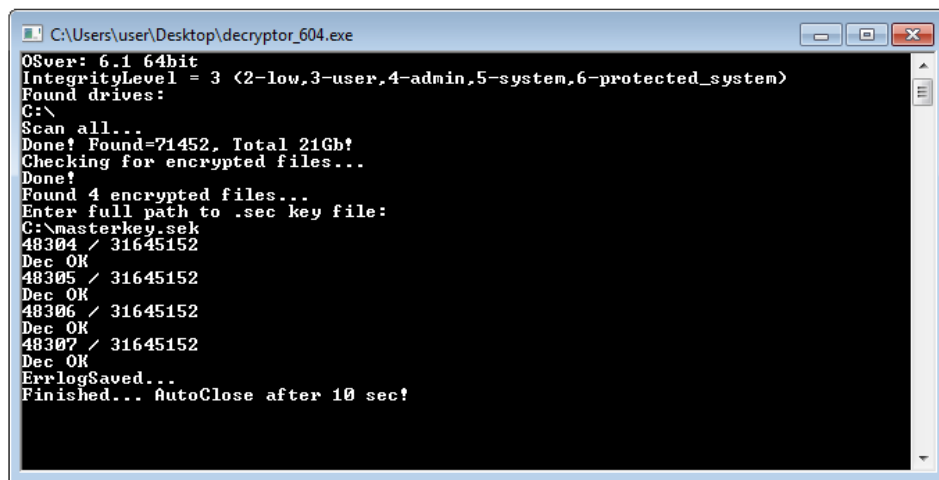 C:\Users\user\Desktop\decryptor_604.exe
OSver: 6.1 64bit
IntegrityLevel = 3 (2-low,3-user,4-admin,5-system,6-protected_system)
Found drives:
C:\
Scan all...
Done! Found=71452, Total 21Gb!
Checking for encrypted files...
Done!
Found 4 encrypted files...
Enter full path to .sec key file:
C:\masterkey.sek
48304 / 31645152
Dec OK
48305 / 31645152
Dec OK
48306 / 31645152
Dec OK
48307 / 31645152
Dec OK
ErrlogSaved...
Finished... AutoClose after 10 sec!